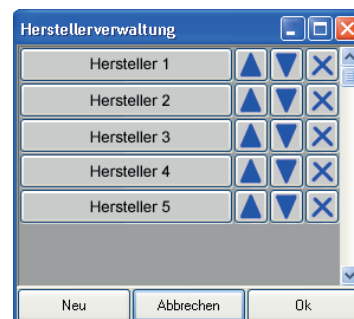 Herstellerverwaltung
Hersteller 1
Hersteller 2
Hersteller 3
Hersteller 4
Hersteller 5
Neu Abbrechen Ok